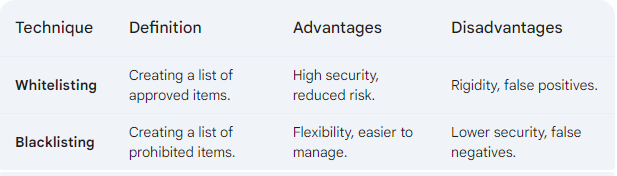 Technique Definition Advantages Disadvantages
Whitelisting Creating a list of approved items. High security, reduced risk. Rigidity, false positives.
Blacklisting Creating a list of prohibited items. Flexibility, easier to manage. Lower security, false negatives.